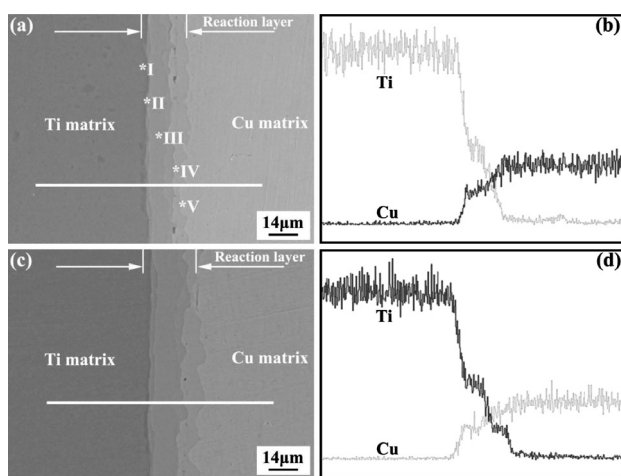 (a)
Reaction layer
*I
*II
Ti matrix
*III
Cu matrix
*IV
*V
14μm
(b)
Ti
Cu
(c)
Reaction layer
Ti matrix
Cu matrix
14μm
(d)
Ti
Cu